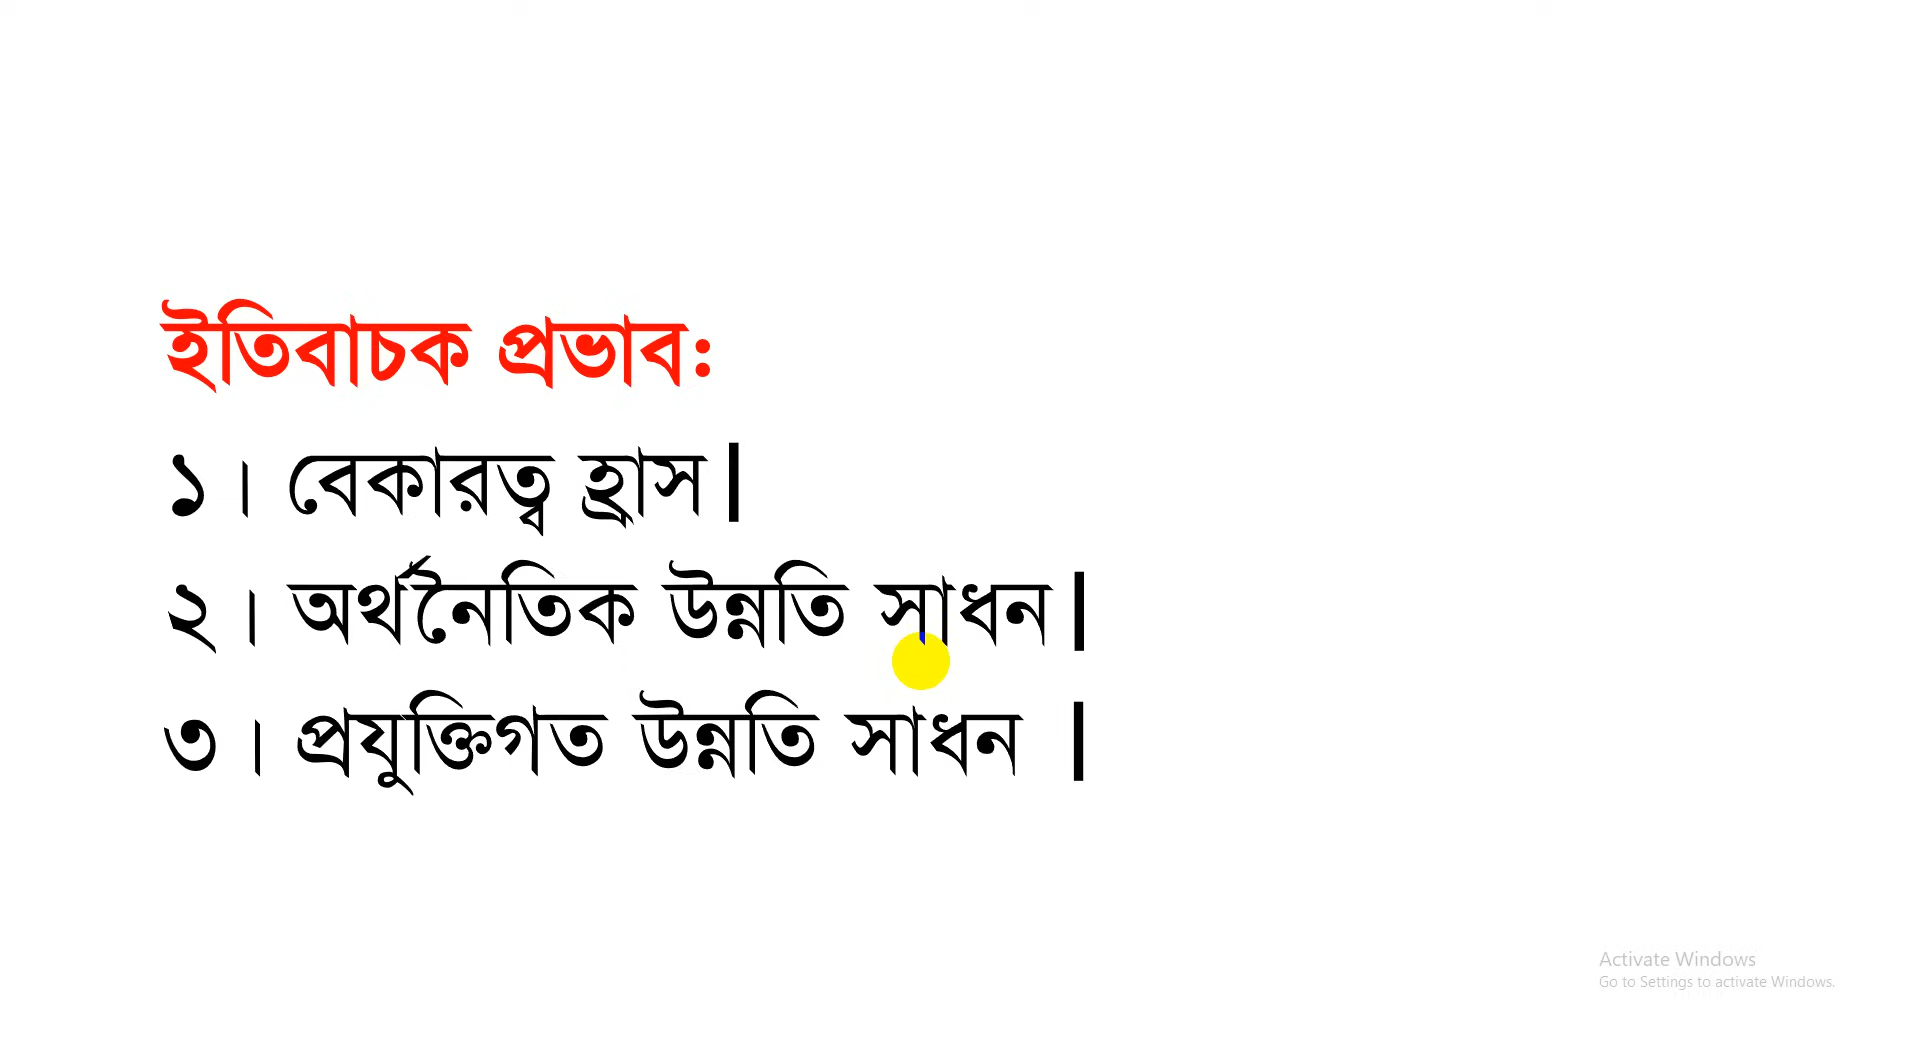 ইতিবাচক প্রভাব:
১। বেকারত্ব হ্রাস|
২। অর্থনৈতিক উন্নতি সাধন|
৩। প্রযুক্তিগত উন্নতি সাধন |
Activate Windows
Go to Settings to activate Windows.